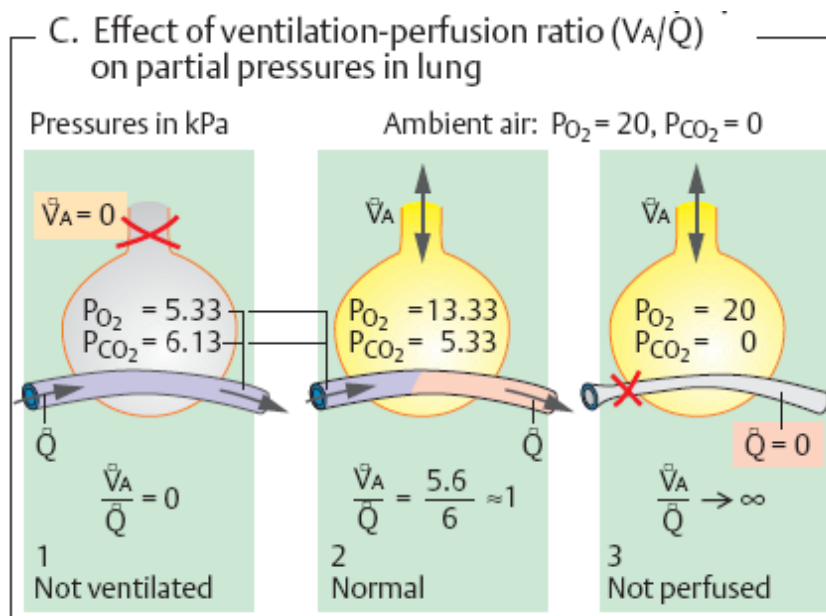 C. Effect of ventilation-perfusion ratio (V̇A/Q̇)
on partial pressures in lung
Pressures in kPa
Ambient air: PO₂ = 20, PCO₂ = 0
V̇A = 0
PO₂ = 5.33
PCO₂ = 6.13
Q̇
V̇A/Q̇ = 0
1
Not ventilated
V̇A
PO₂ = 13.33
PCO₂ = 5.33
Q̇
V̇A/Q̇ = 5.6/6 ≈1
2
Normal
V̇A
PO₂ = 20
PCO₂ = 0
Q̇ = 0
V̇A/Q̇ → ∞
3
Not perfused